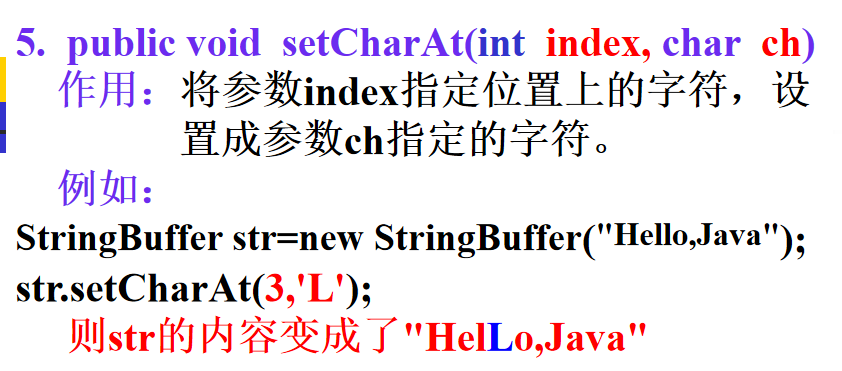 5. public void setCharAt(int index, char ch)
作用：将参数index指定位置上的字符，设
置成参数ch指定的字符。
例如：
StringBuffer str=new StringBuffer("Hello,Java");
str.setCharAt(3,'L');
则str的内容变成了"HelLo,Java"